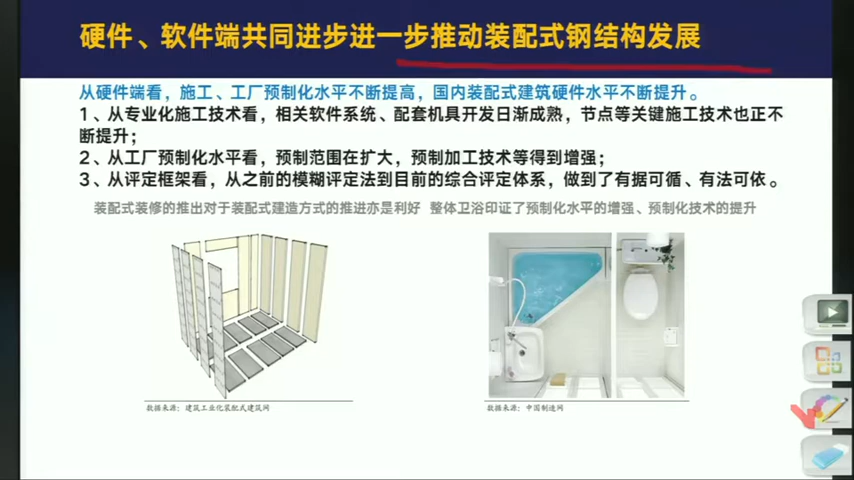 硬件、软件端共同进步进一步推动装配式钢结构发展
从硬件端看，施工、工厂预制化水平不断提高，国内装配式建筑硬件水平不断提升。
1、从专业化施工技术看，相关软件系统、配套机具开发日渐成熟，节点等关键施工技术也正不
断提升；
2、从工厂预制化水平看，预制范围在扩大，预制加工技术等得到增强；
3、从评定框架看，从之前的模糊评定法到目前的综合评定体系，做到了有据可循、有法可依。
装配式装修的推出对于装配式建造方式的推进亦是利好 整体卫浴印证了预制化水平的增强、预制化技术的提升
数据来源：建筑工业化装配式建筑网
数据来源：中国制造网